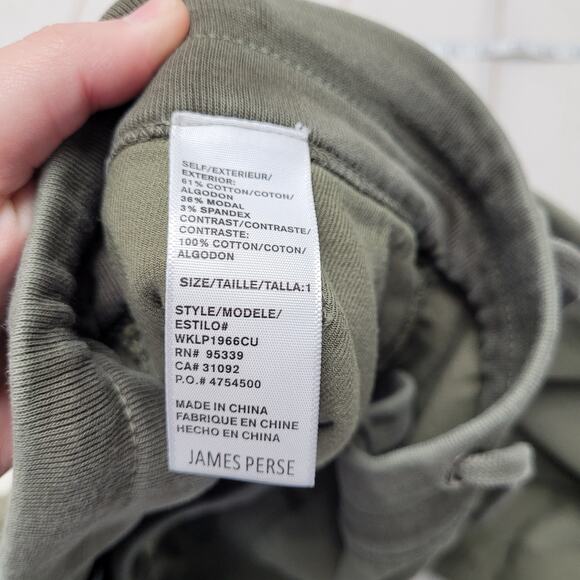 SELF/EXTERIEUR/
EXTERIOR:
61% COTTON/COTON/
ALGODON
36% MODAL
3% SPANDEX
CONTRAST/CONTRASTE/
CONTRASTE:
100% COTTON/COTON/
ALGODON
SIZE/TAILLE/TALLA:1
STYLE/MODELE/
ESTILO#
WKLP1966CU
RN# 95339
CA# 31092
P.O.# 4754500
MADE IN CHINA
FABRIQUE EN CHINE
HECHO EN CHINA
JAMES PERSE